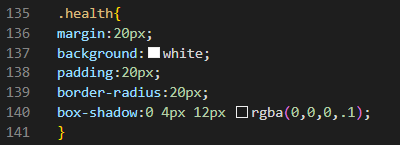 135 .health{
136 margin:20px;
137 background:white;
138 padding:20px;
139 border-radius:20px;
140 box-shadow:0 4px 12px rgba(0,0,0,.1);
141 }